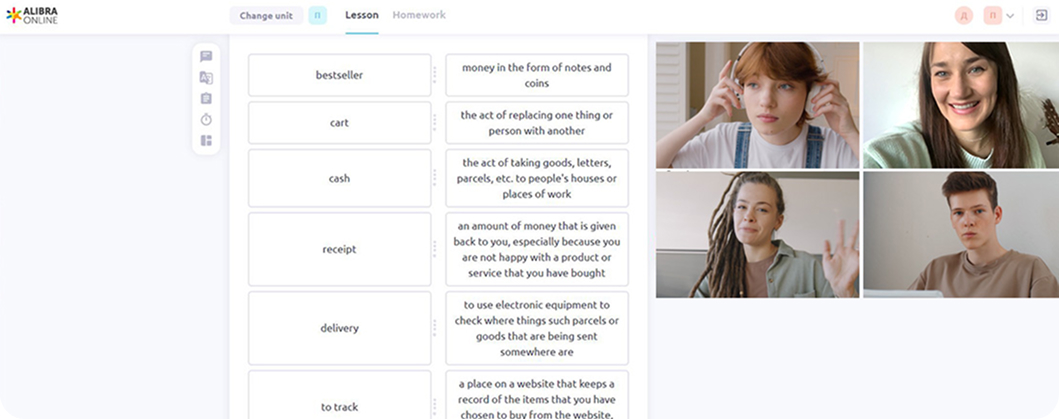 ALIBRA
ONLINE
Change unit
П
Lesson
Homework
Д
П
bestseller
money in the form of notes and
coins
cart
the act of replacing one thing or
person with another
cash
the act of taking goods, letters,
parcels, etc. to people's houses or
places of work
receipt
an amount of money that is given
back to you, especially because you
are not happy with a product or
service that you have bought
delivery
to use electronic equipment to
check where things such parcels or
goods that are being sent
somewhere are
to track
a place on a website that keeps a
record of the items that you have
chosen to buy from the website.